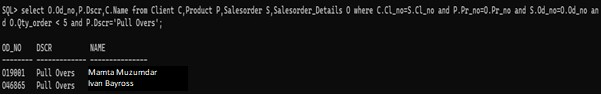 SQL> select O.Od_no,P.Dscr,C.Name from Client C,Product P,Salesorder S,Salesorder_Details O where C.Cl_no=S.Cl_no and P.Pr_no=O.Pr_no and S.Od_no=O.Od_no an
d O.Qty_order < 5 and P.Dscr='Pull Overs';
OD_NO DSCR NAME
-------- ------------- ---------------
O19001 Pull Overs Mamta Muzumdar
O46865 Pull Overs Ivan Bayross